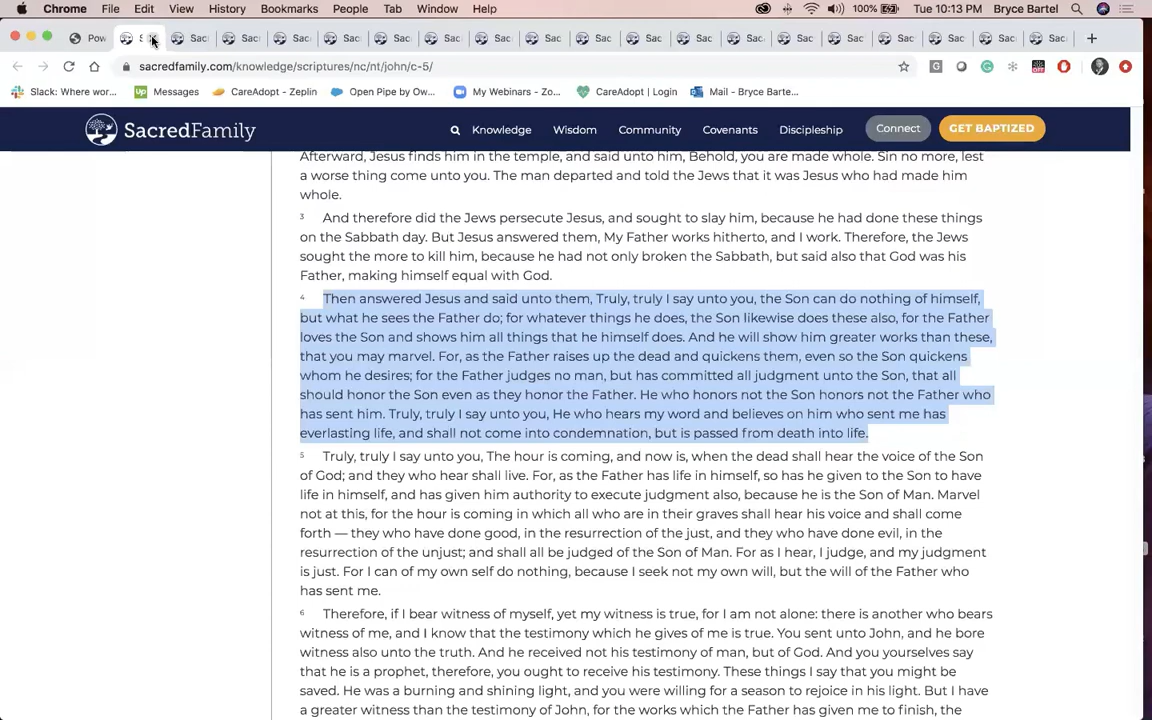 Chrome File Edit View History Bookmarks People Tab Window Help 100% Tue 10:13 PM Bryce Bartel
Pow S Sac Sac Sac Sac Sac Sac Sac Sac Sac Sac Sac Sac Sac Sac Sac Sac Sac Sac
sacredfamily.com/knowledge/scriptures/nc/nt/john/c-5/
Slack: Where wor... Up Messages CareAdopt – Zeplin Open Pipe by Ow... My Webinars - Zo... CareAdopt | Login Mail - Bryce Barte...
SacredFamily Knowledge Wisdom Community Covenants Discipleship Connect GET BAPTIZED
Afterward, Jesus finds him in the temple, and said unto him, Behold, you are made whole. Sin no more, lest
a worse thing come unto you. The man departed and told the Jews that it was Jesus who had made him
whole.
3 And therefore did the Jews persecute Jesus, and sought to slay him, because he had done these things
on the Sabbath day. But Jesus answered them, My Father works hitherto, and I work. Therefore, the Jews
sought the more to kill him, because he had not only broken the Sabbath, but said also that God was his
Father, making himself equal with God.
4 Then answered Jesus and said unto them, Truly, truly I say unto you, the Son can do nothing of himself,
but what he sees the Father do; for whatever things he does, the Son likewise does these also, for the Father
loves the Son and shows him all things that he himself does. And he will show him greater works than these,
that you may marvel. For, as the Father raises up the dead and quickens them, even so the Son quickens
whom he desires; for the Father judges no man, but has committed all judgment unto the Son, that all
should honor the Son even as they honor the Father. He who honors not the Son honors not the Father who
has sent him. Truly, truly I say unto you, He who hears my word and believes on him who sent me has
everlasting life, and shall not come into condemnation, but is passed from death into life.
5 Truly, truly I say unto you, The hour is coming, and now is, when the dead shall hear the voice of the Son
of God; and they who hear shall live. For, as the Father has life in himself, so has he given to the Son to have
life in himself, and has given him authority to execute judgment also, because he is the Son of Man. Marvel
not at this, for the hour is coming in which all who are in their graves shall hear his voice and shall come
forth — they who have done good, in the resurrection of the just, and they who have done evil, in the
resurrection of the unjust; and shall all be judged of the Son of Man. For as I hear, I judge, and my judgment
is just. For I can of my own self do nothing, because I seek not my own will, but the will of the Father who
has sent me.
6 Therefore, if I bear witness of myself, yet my witness is true, for I am not alone: there is another who bears
witness of me, and I know that the testimony which he gives of me is true. You sent unto John, and he bore
witness also unto the truth. And he received not his testimony of man, but of God. And you yourselves say
that he is a prophet, therefore, you ought to receive his testimony. These things I say that you might be
saved. He was a burning and shining light, and you were willing for a season to rejoice in his light. But I have
a greater witness than the testimony of John, for the works which the Father has given me to finish, the